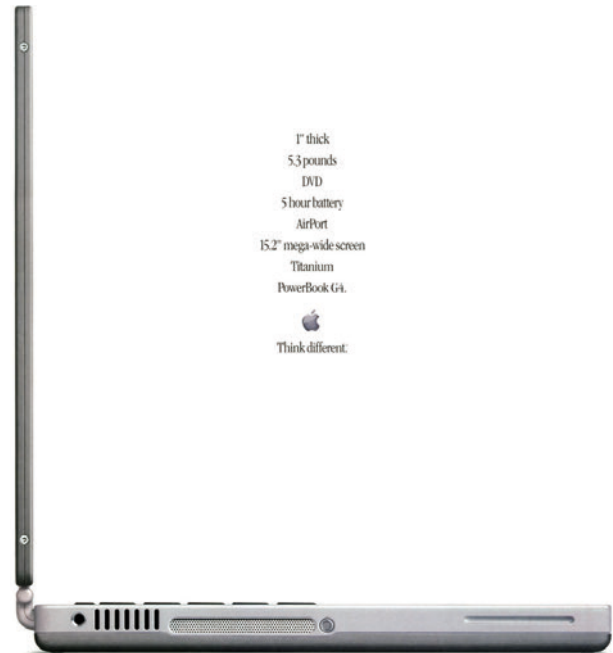 1" thick
5.3 pounds
DVD
5 hour battery
AirPort
15.2" mega-wide screen
Titanium
PowerBook G4.
Think different.